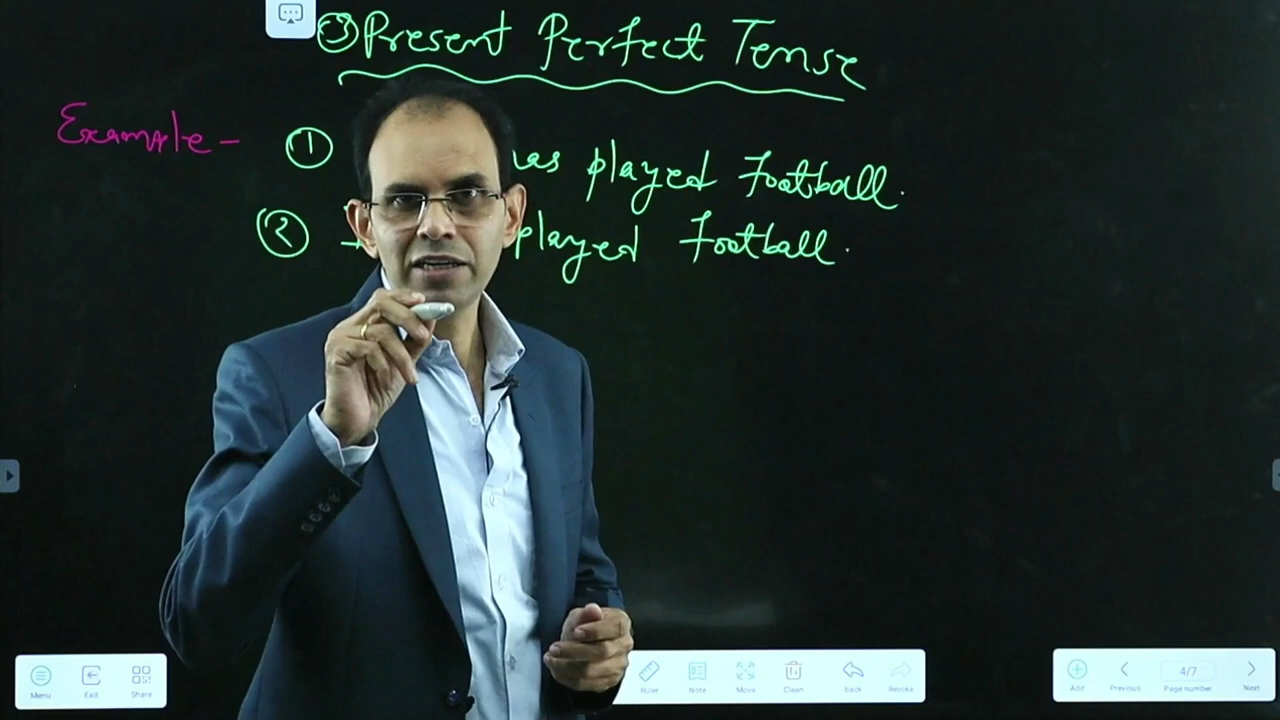 ③ Present Perfect Tense
Example -
① has played Football.
② played Football.
Menu
Exit
Share
Ruler
Note
Move
Clean
back
Revoke
Add
Previous
4/7
Page number
Next